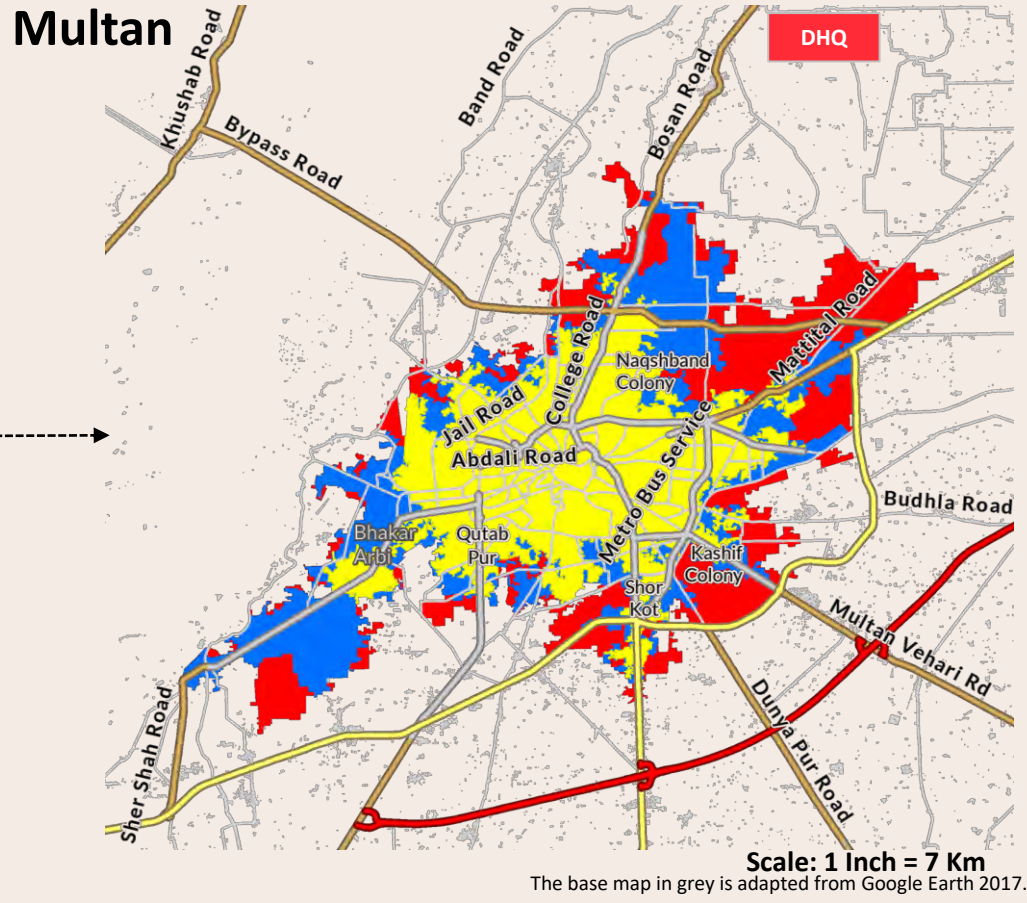 Multan
DHQ
Khushab Road
Band Road
Bosan Road
Bypass Road
Mattital Road
College Road
Naqshband
Colony
Jail Road
Abdali Road
Metro Bus Service
Budhla Road
Bhakar
Arbi
Qutab
Pur
Kashif
Colony
Shor
Kot
Multan Vehari Rd
Dunya Pur Road
Sher Shah Road
Scale: 1 Inch = 7 Km
The base map in grey is adapted from Google Earth 2017.